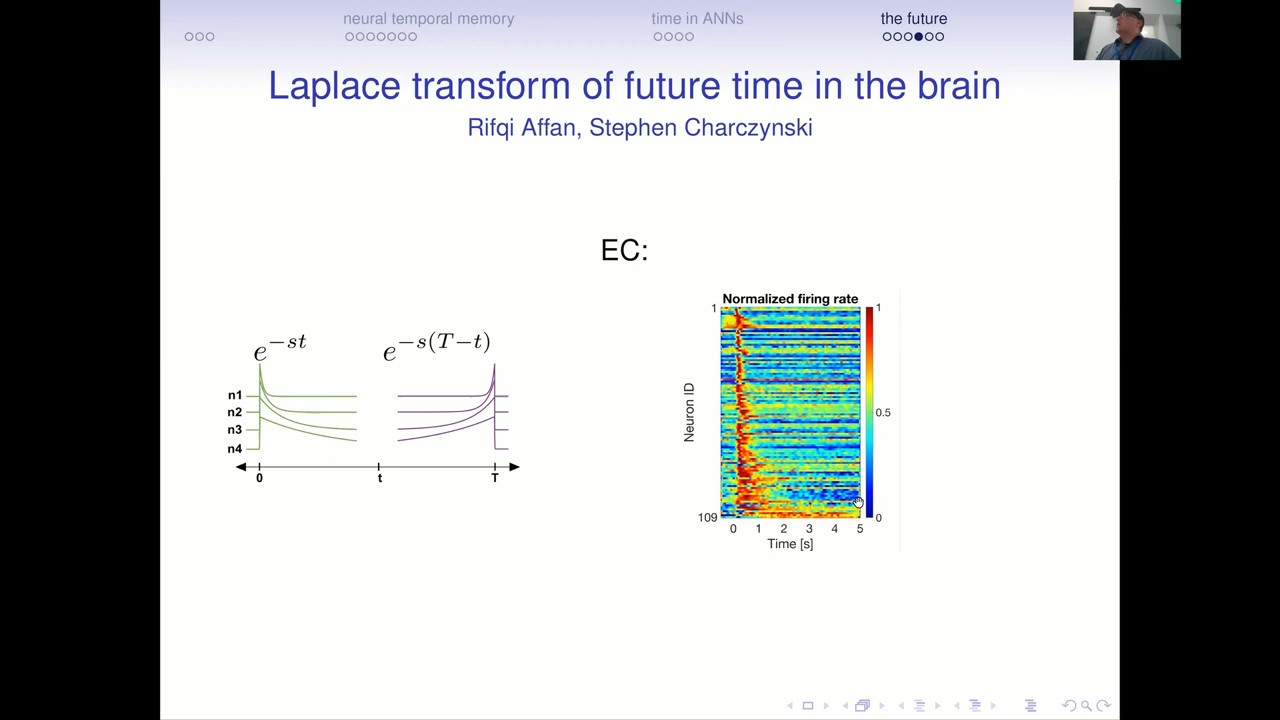 neural temporal memory
time in ANNs
the future
Laplace transform of future time in the brain
Rifqi Affan, Stephen Charczynski
EC:
e^{-st}
e^{-s(T-t)}
n1
n2
n3
n4
0
t
T
Normalized firing rate
1
109
Neuron ID
0 1 2 3 4 5
Time [s]
1
0.5
0